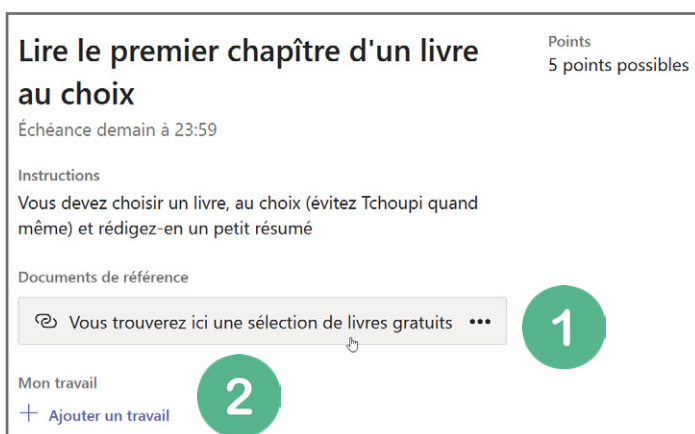 Lire le premier chapître d'un livre
au choix
Échéance demain à 23:59
Points
5 points possibles
Instructions
Vous devez choisir un livre, au choix (évitez Tchoupi quand
même) et rédigez-en un petit résumé
Documents de référence
Vous trouverez ici une sélection de livres gratuits •••
1
Mon travail
2
+ Ajouter un travail